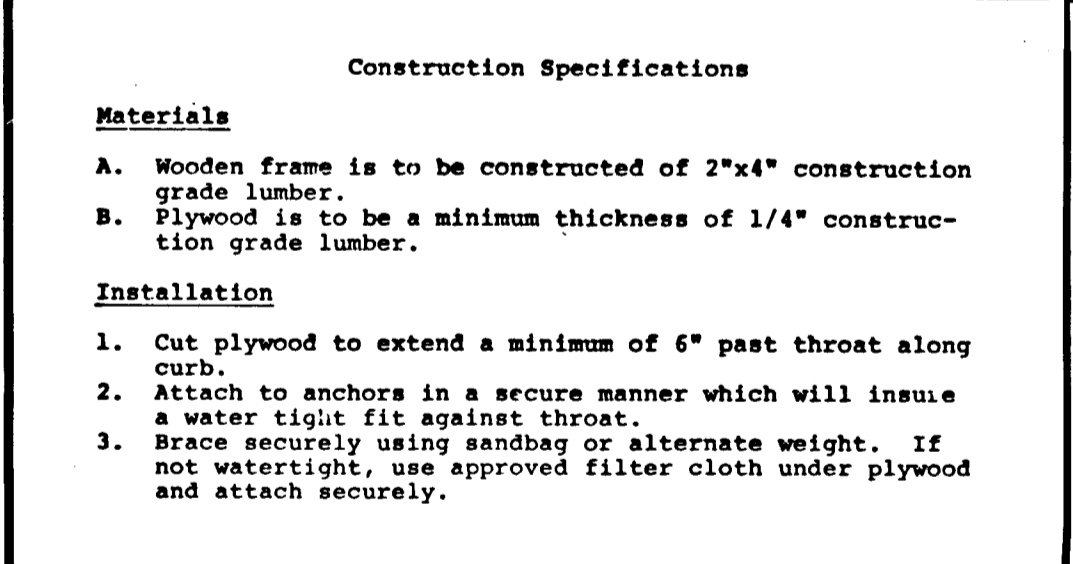 Construction Specifications
Materials
A. Wooden frame is to be constructed of 2"x4" construction
grade lumber.
B. Plywood is to be a minimum thickness of 1/4" construc-
tion grade lumber.
Installation
1. Cut plywood to extend a minimum of 6" past throat along
curb.
2. Attach to anchors in a secure manner which will insure
a water tight fit against throat.
3. Brace securely using sandbag or alternate weight. If
not watertight, use approved filter cloth under plywood
and attach securely.